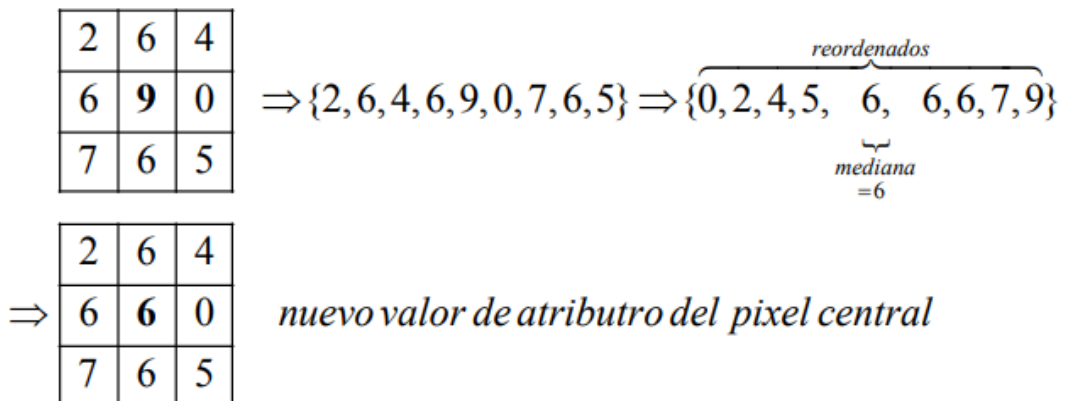 2 6 4
reordenados
6 9 0 ⇒{2,6,4,6,9,0,7,6,5}⇒{0,2,4,5, 6, 6,6,7,9}
7 6 5
mediana
=6
2 6 4
⇒ 6 6 0 nuevo valor de atributro del pixel central
7 6 5